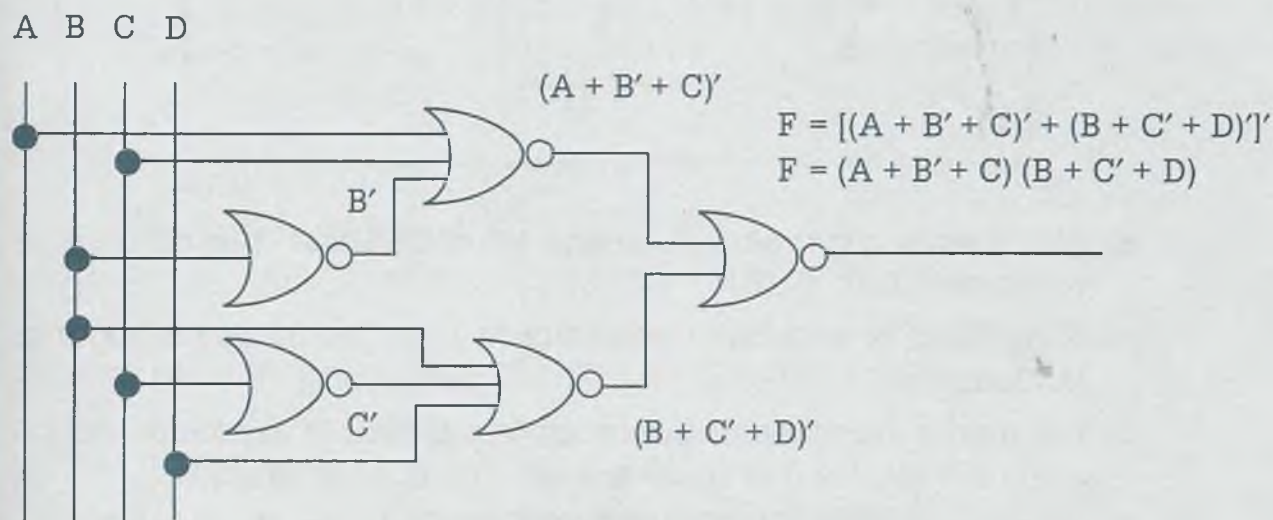 A B C D
(A + B′ + C)′
F = [(A + B′ + C)′ + (B + C′ + D)′]′
F = (A + B′ + C) (B + C′ + D)
B′
C′
(B + C′ + D)′